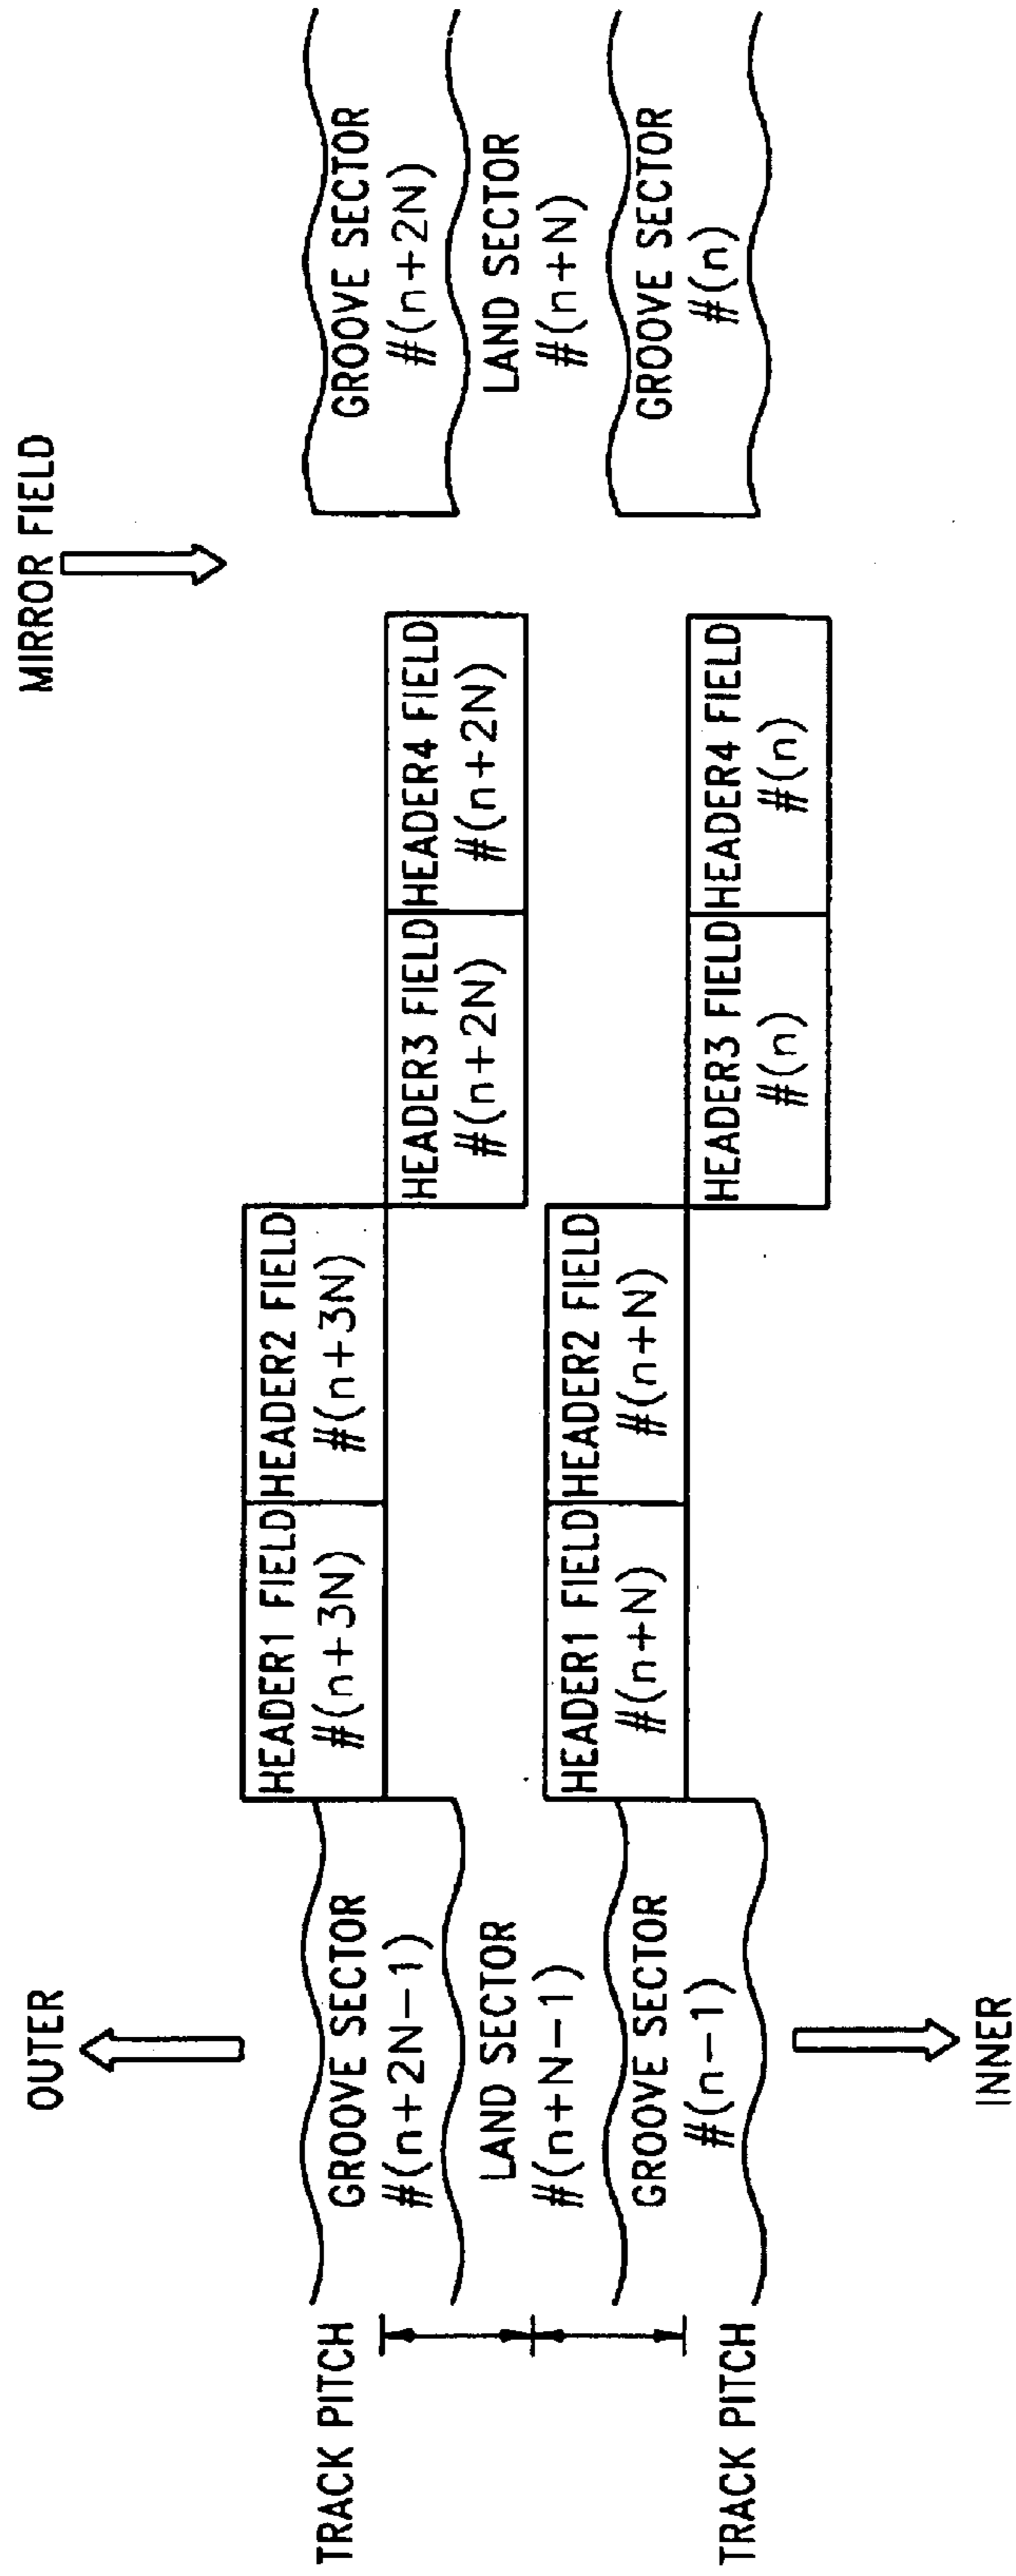 OUTER
MIRROR FIELD
TRACK PITCH
GROOVE SECTOR
#(n+2N-1)
LAND SECTOR
#(n+N-1)
GROOVE SECTOR
#(n-1)
TRACK PITCH
INNER
HEADER1 FIELD
#(n+3N)
HEADER2 FIELD
#(n+3N)
HEADER3 FIELD
#(n+2N)
HEADER4 FIELD
#(n+2N)
HEADER1 FIELD
#(n+N)
HEADER2 FIELD
#(n+N)
HEADER3 FIELD
#(n)
HEADER4 FIELD
#(n)
GROOVE SECTOR
#(n+2N)
LAND SECTOR
#(n+N)
GROOVE SECTOR
#(n)